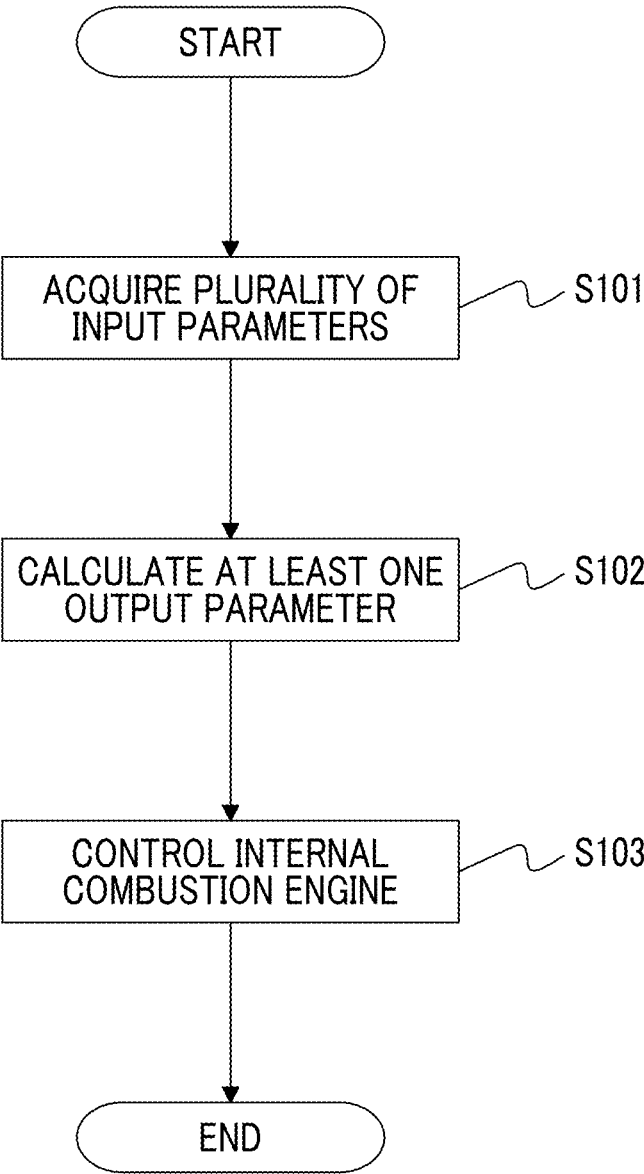 START
ACQUIRE PLURALITY OF
INPUT PARAMETERS
S101
CALCULATE AT LEAST ONE
OUTPUT PARAMETER
S102
CONTROL INTERNAL
COMBUSTION ENGINE
S103
END